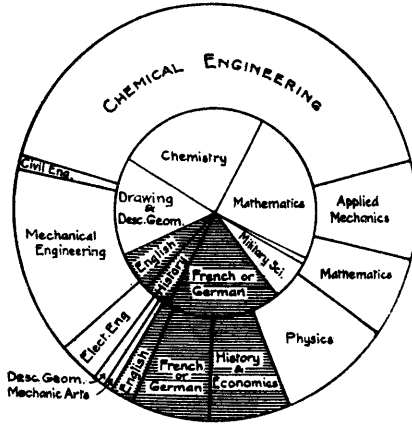 CHEMICAL ENGINEERING
Civil Eng.
Chemistry
Drawing
&
Desc. Geom.
Mathematics
Applied
Mechanics
Mechanical
Engineering
English
History
French or
German
Military Sci.
Mathematics
Physics
Elect. Eng
Desc. Geom.
Mechanic Arts
English
French
or
German
History
&
Economics